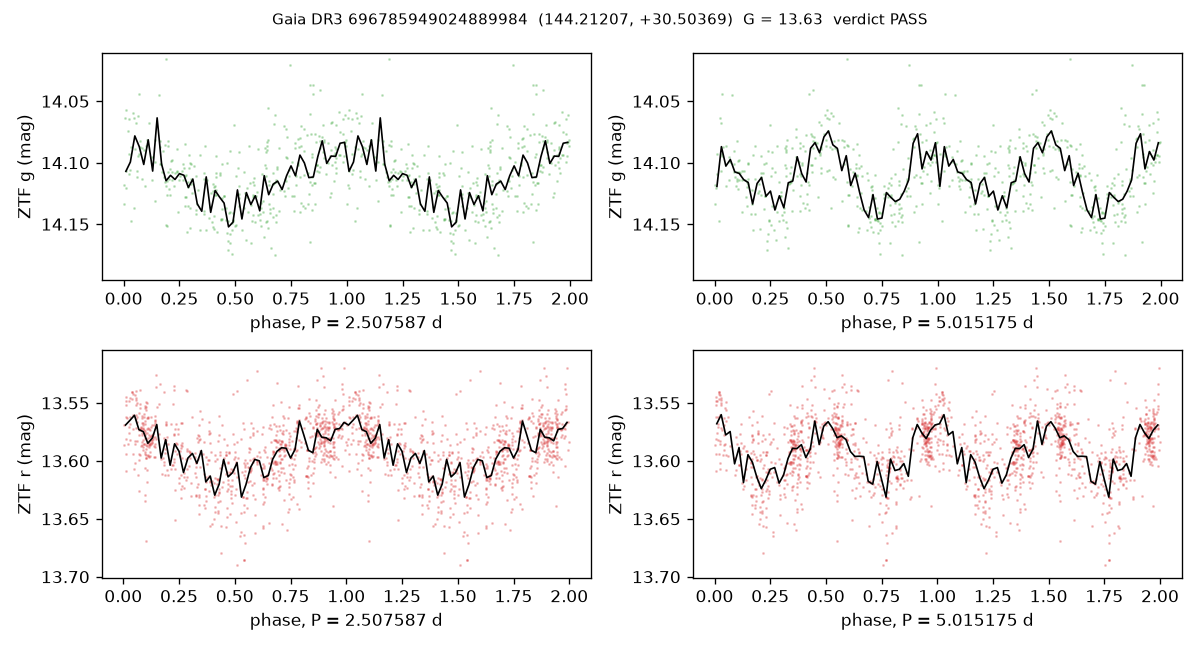 Gaia DR3 696785949024889984 (144.21207, +30.50369) G = 13.63 verdict PASS
ZTF g (mag)
14.05
14.10
14.15
0.00 0.25 0.50 0.75 1.00 1.25 1.50 1.75 2.00
phase, P = 2.507587 d
ZTF g (mag)
14.05
14.10
14.15
0.00 0.25 0.50 0.75 1.00 1.25 1.50 1.75 2.00
phase, P = 5.015175 d
ZTF r (mag)
13.55
13.60
13.65
13.70
0.00 0.25 0.50 0.75 1.00 1.25 1.50 1.75 2.00
phase, P = 2.507587 d
ZTF r (mag)
13.55
13.60
13.65
13.70
0.00 0.25 0.50 0.75 1.00 1.25 1.50 1.75 2.00
phase, P = 5.015175 d